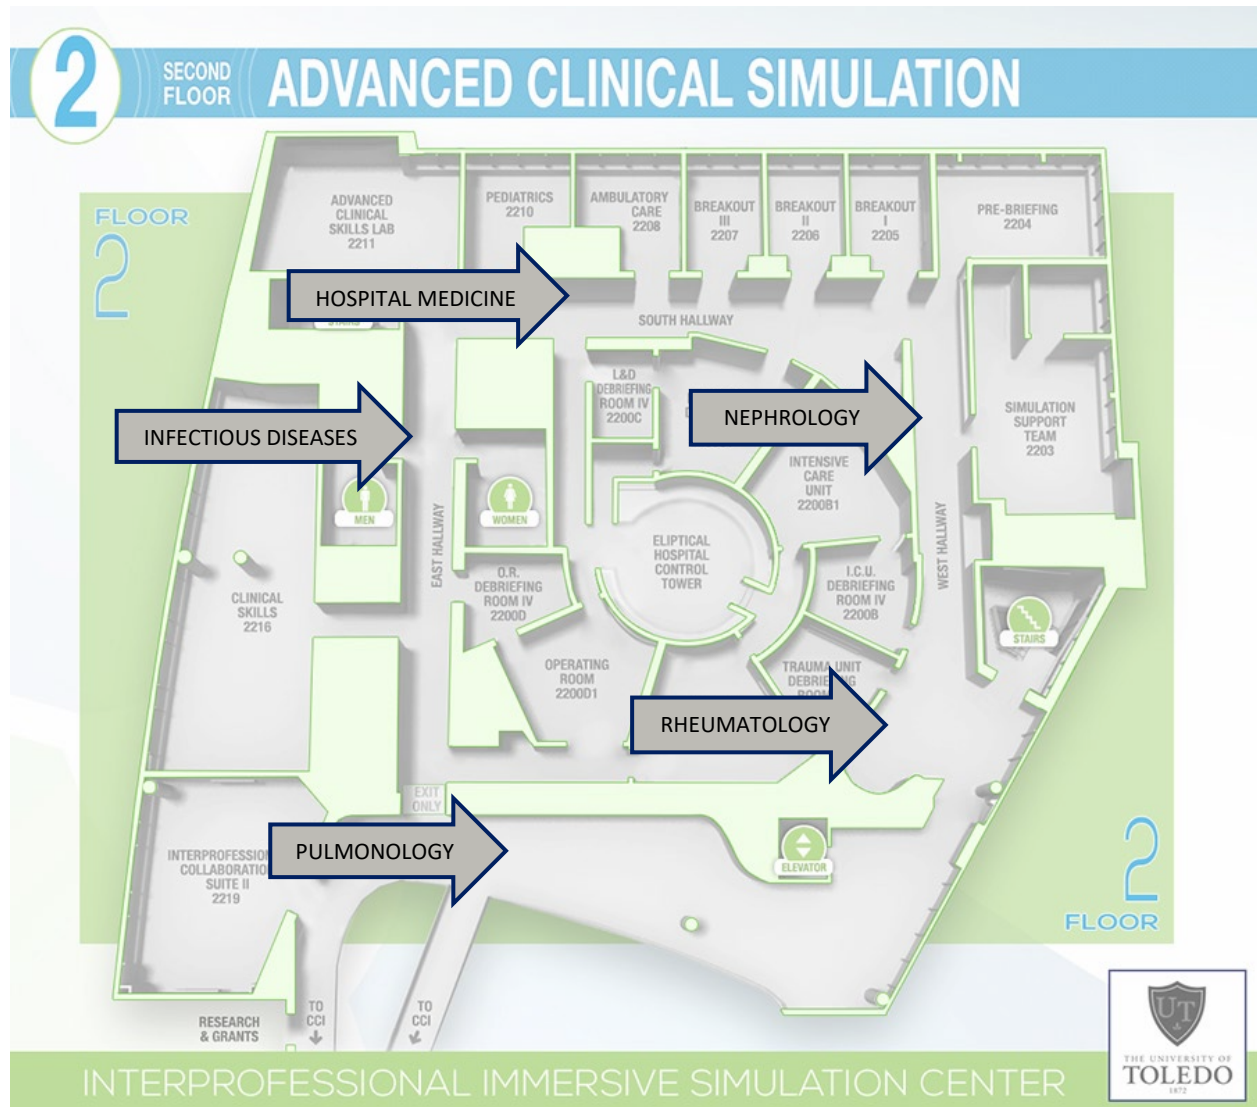 2
SECOND
FLOOR
ADVANCED CLINICAL SIMULATION
FLOOR
2
ADVANCED
CLINICAL
SKILLS LAB
2211
PEDIATRICS
2210
AMBULATORY
CARE
2208
BREAKOUT
III
2207
BREAKOUT
II
2206
BREAKOUT
I
2205
PRE-BRIEFING
2204
HOSPITAL MEDICINE
SOUTH HALLWAY
L&D
DEBRIEFING
ROOM IV
2200C
NEPHROLOGY
SIMULATION
SUPPORT
TEAM
2203
INFECTIOUS DISEASES
INTENSIVE
CARE
UNIT
2200B1
MEN
WOMEN
EAST HALLWAY
WEST HALLWAY
ELIPTICAL
HOSPITAL
CONTROL
TOWER
O.R.
DEBRIEFING
ROOM IV
2200D
I.C.U.
DEBRIEFING
ROOM IV
2200B
CLINICAL
SKILLS
2216
STAIRS
OPERATING
ROOM
2200D1
TRAUMA UNIT
DEBRIEFING
ROOM
RHEUMATOLOGY
EXIT
ONLY
PULMONOLOGY
INTERPROFESSIONAL
COLLABORATION
SUITE II
2219
ELEVATOR
2
FLOOR
RESEARCH
& GRANTS
TO
CCI
TO
CCI
UT
THE UNIVERSITY OF
TOLEDO
1872
INTERPROFESSIONAL IMMERSIVE SIMULATION CENTER